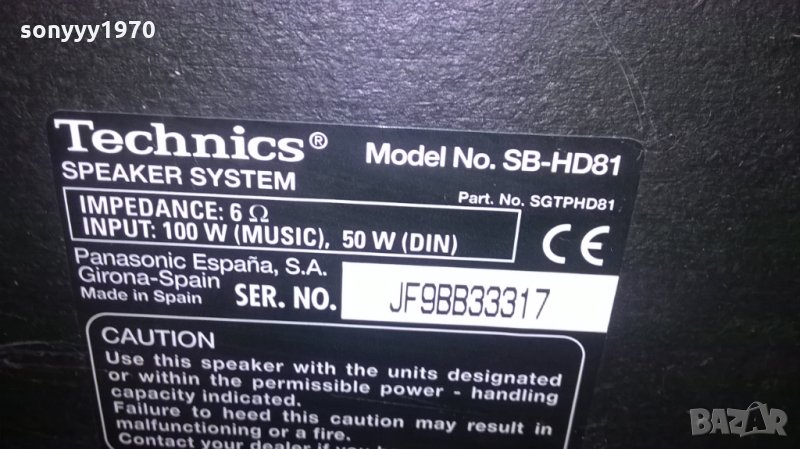 sonyyy1970
Technics® Model No. SB-HD81
SPEAKER SYSTEM
Part. No. SGTPHD81
IMPEDANCE: 6 Ω
INPUT: 100 W (MUSIC), 50 W (DIN)
CE
Panasonic España, S.A.
Girona-Spain
Made in Spain
SER. NO. JF9BB33317
CAUTION
Use this speaker with the units designated
or within the permissible power - handling
capacity indicated.
Failure to heed this caution may result in
malfunctioning or a fire.
Contact your dealer if you
BAZAR